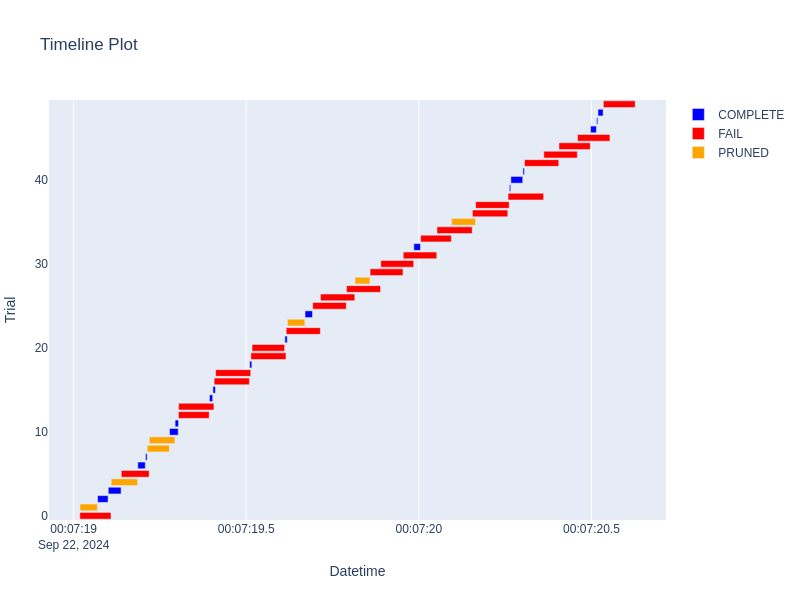 Timeline Plot
COMPLETE
FAIL
PRUNED
40
30
20
10
0
Trial
00:07:19
00:07:19.5
00:07:20
00:07:20.5
Sep 22, 2024
Datetime